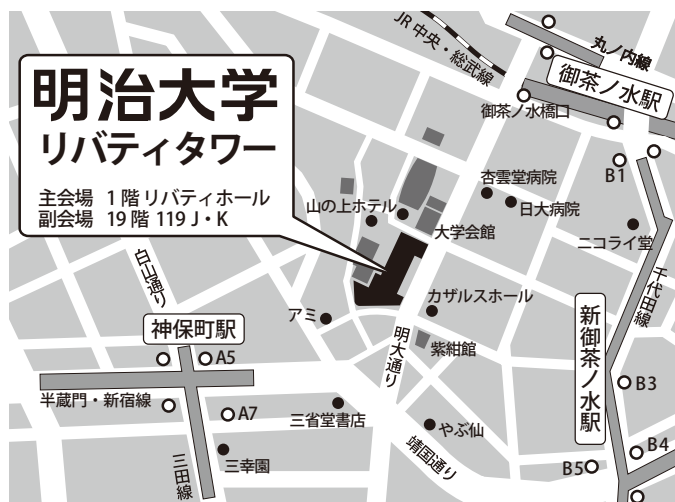 明治大学
リバティタワー
主会場 1階 リバティホール
副会場 19階 119 J・K
JR 中央・総武線
丸ノ内線
御茶ノ水駅
御茶ノ水橋口
B1
杏雲堂病院
日大病院
山の上ホテル
大学会館
ニコライ堂
千代田線
白山通り
アミ
カザルスホール
神保町駅
A5
明大通り
紫紺館
新御茶ノ水駅
半蔵門・新宿線
A7
三省堂書店
B3
やぶ仙
三田線
三幸園
靖国通り
B4
B5